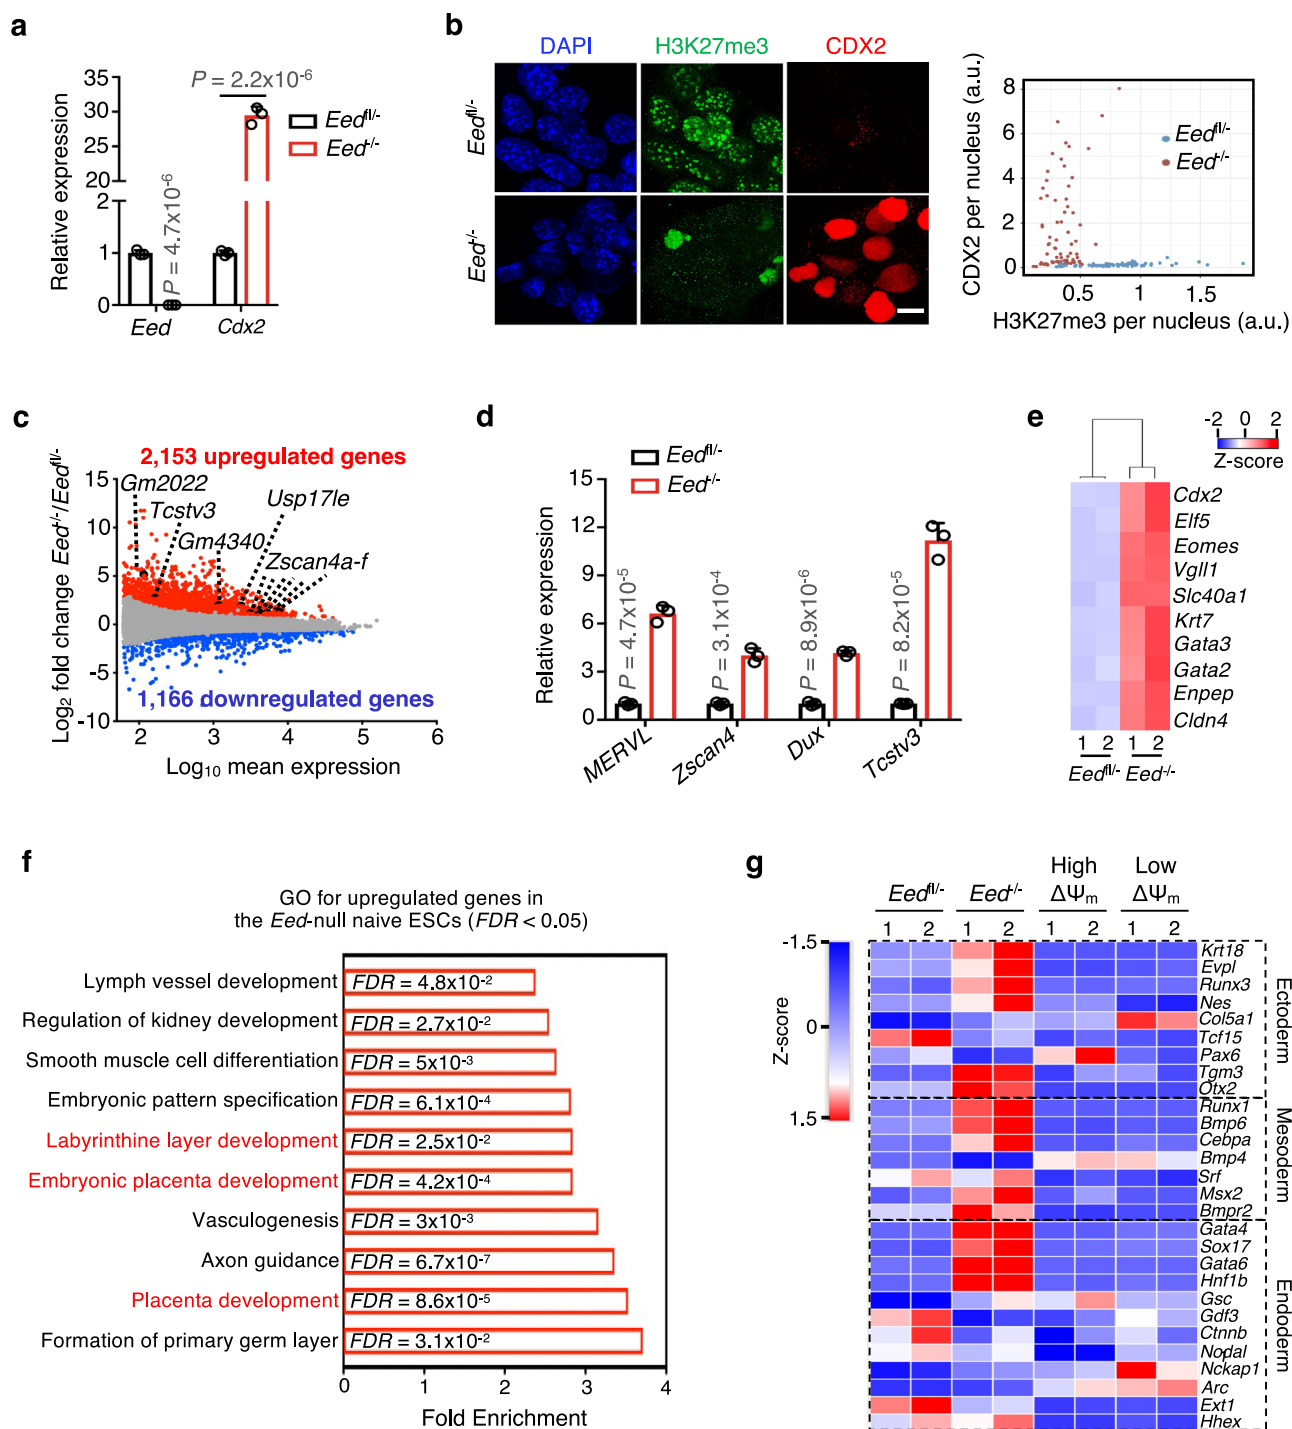 a
Relative expression
35
30
25
20
2
1
0
P = 2.2x10-6
P = 4.7x10-6
Eedfl/-
Eed-/-
Eed
Cdx2
b
DAPI
H3K27me3
CDX2
Eedfl/-
Eed-/-
CDX2 per nucleus (a.u.)
8
6
4
2
0
Eedfl/-
Eed-/-
0.5
1
1.5
H3K27me3 per nucleus (a.u.)
c
Log2 fold change Eed-/-/Eedfl/-
2,153 upregulated genes
15
10
5
0
-5
-10
Gm2022
Tcstv3
Usp17le
Gm4340
Zscan4a-f
1,166 downregulated genes
2
3
4
5
6
Log10 mean expression
d
Eedfl/-
Eed-/-
Relative expression
15
12
9
6
3
0
P = 4.7x10-5
P = 3.1x10-4
P = 8.9x10-6
P = 8.2x10-5
MERVL
Zscan4
Dux
Tcstv3
e
-2 0 2
Z-score
Cdx2
Elf5
Eomes
Vgll1
Slc40a1
Krt7
Gata3
Gata2
Enpep
Cldn4
1 2 1 2
Eedfl/- Eed-/-
f
GO for upregulated genes in
the Eed-null naive ESCs (FDR < 0.05)
Lymph vessel development FDR = 4.8x10-2
Regulation of kidney development FDR = 2.7x10-2
Smooth muscle cell differentiation FDR = 5x10-3
Embryonic pattern specification FDR = 6.1x10-4
Labyrinthine layer development FDR = 2.5x10-2
Embryonic placenta development FDR = 4.2x10-4
Vasculogenesis FDR = 3x10-3
Axon guidance FDR = 6.7x10-7
Placenta development FDR = 8.6x10-5
Formation of primary germ layer FDR = 3.1x10-2
0 1 2 3 4
Fold Enrichment
g
High Low
Eedfl/- Eed-/- ΔΨm ΔΨm
1 2 1 2 1 2 1 2
-1.5
0
1.5
Z-score
Krt18
Evpl
Runx3
Nes
Col5a1
Tcf15
Pax6
Tgm3
Otx2
Ectoderm
Runx1
Bmp6
Cebpa
Bmp4
Srf
Msx2
Bmpr2
Mesoderm
Gata4
Sox17
Gata6
Hnf1b
Gsc
Gdf3
Ctnnb
Nodal
Nckap1
Arc
Ext1
Hhex
Endoderm